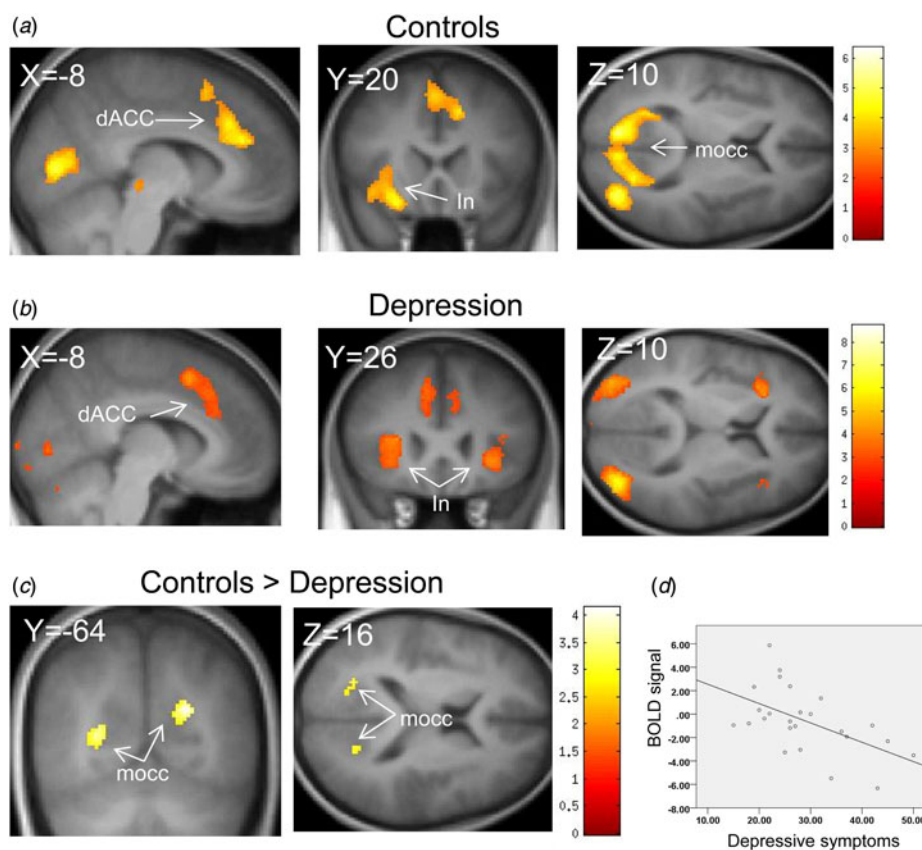 (a)
Controls
X=-8
dACC
Y=20
In
Z=10
mocc
6
5
4
3
2
1
0
(b)
Depression
X=-8
dACC
Y=26
In
Z=10
8
7
6
5
4
3
2
1
0
(c)
Controls > Depression
Y=-64
mocc
Z=16
mocc
4
3.5
3
2.5
2
1.5
1
0.5
0
(d)
BOLD signal
6.00
4.00
2.00
.00
-2.00
-4.00
-6.00
-8.00
10.00 20.00 30.00 40.00 50.00
Depressive symptoms